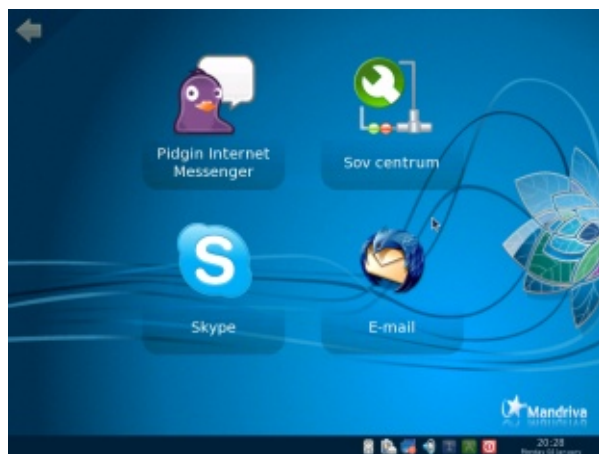 Pidgin Internet
Messenger
Sov centrum
S
Skype
E-mail
Mandriva
20:28